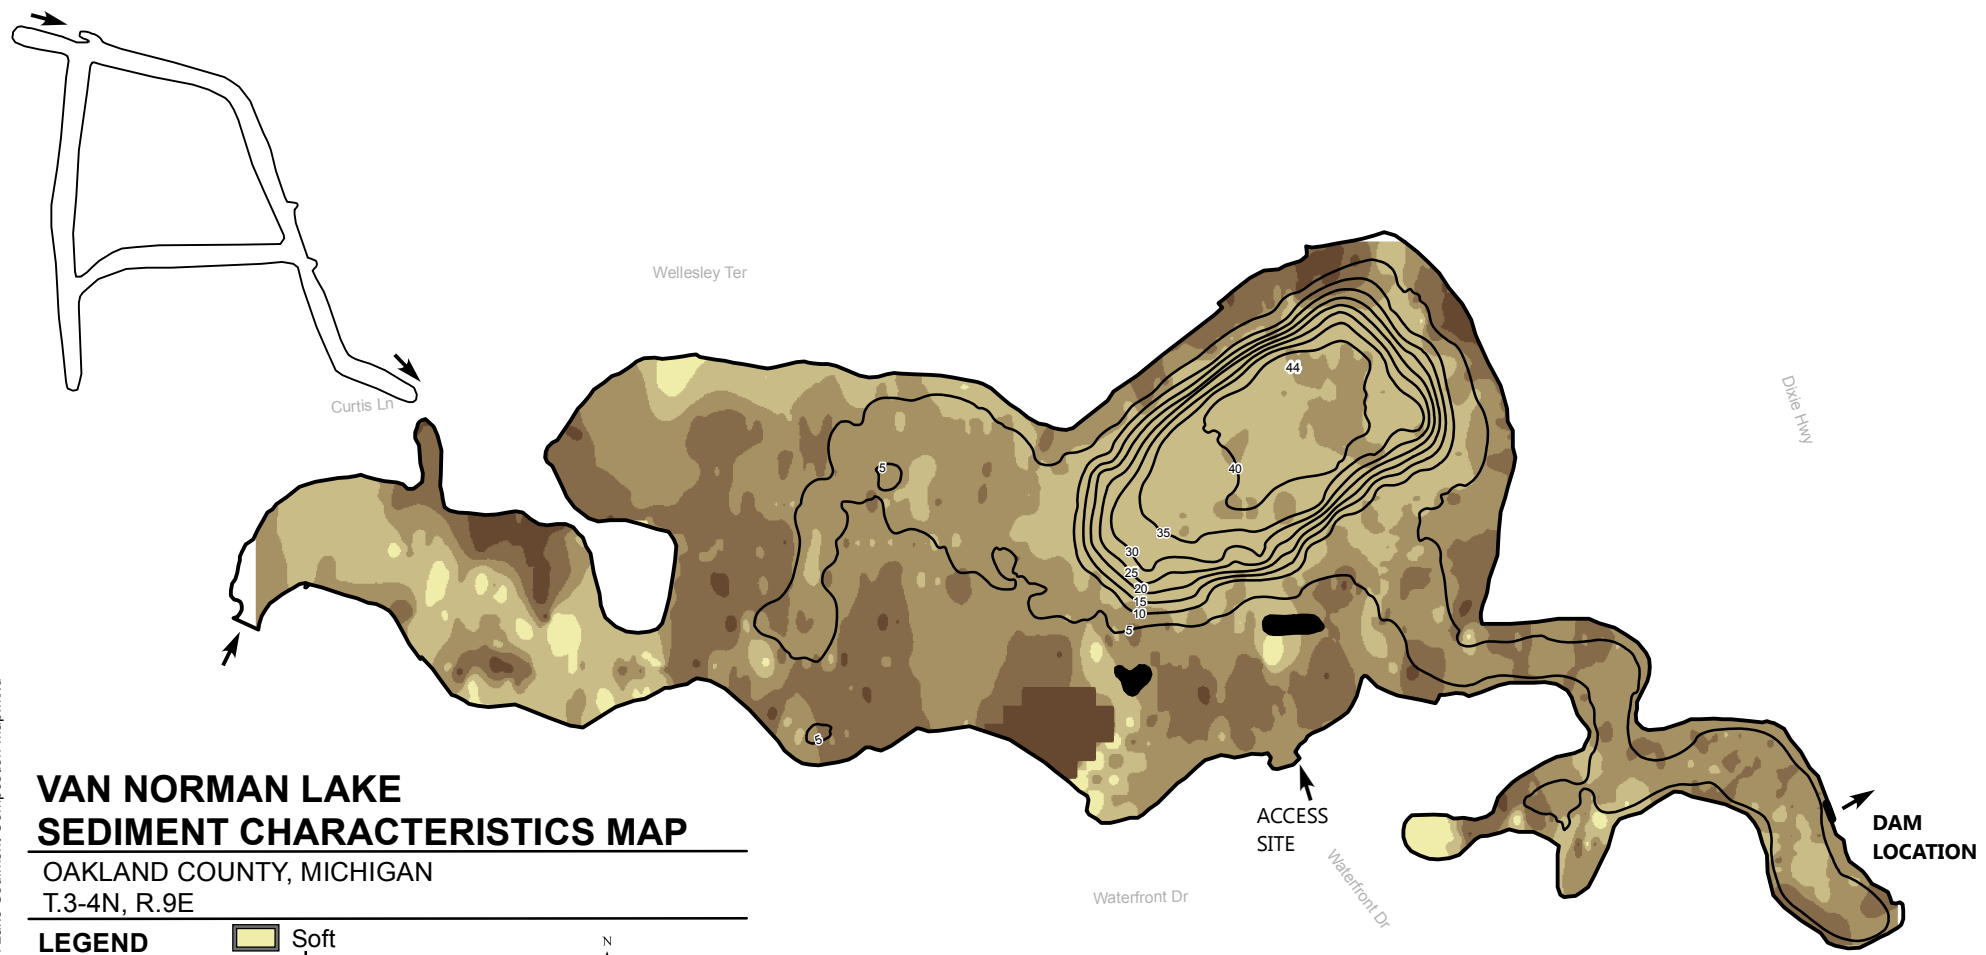 Wellesley Ter
Curtis Ln
Dixie Hwy
44
5
40
35
30
25
20
15
10
5
5
VAN NORMAN LAKE
SEDIMENT CHARACTERISTICS MAP
OAKLAND COUNTY, MICHIGAN
T.3-4N, R.9E
LEGEND
Soft
N
ACCESS
SITE
Waterfront Dr
Waterfront Dr
DAM
LOCATION